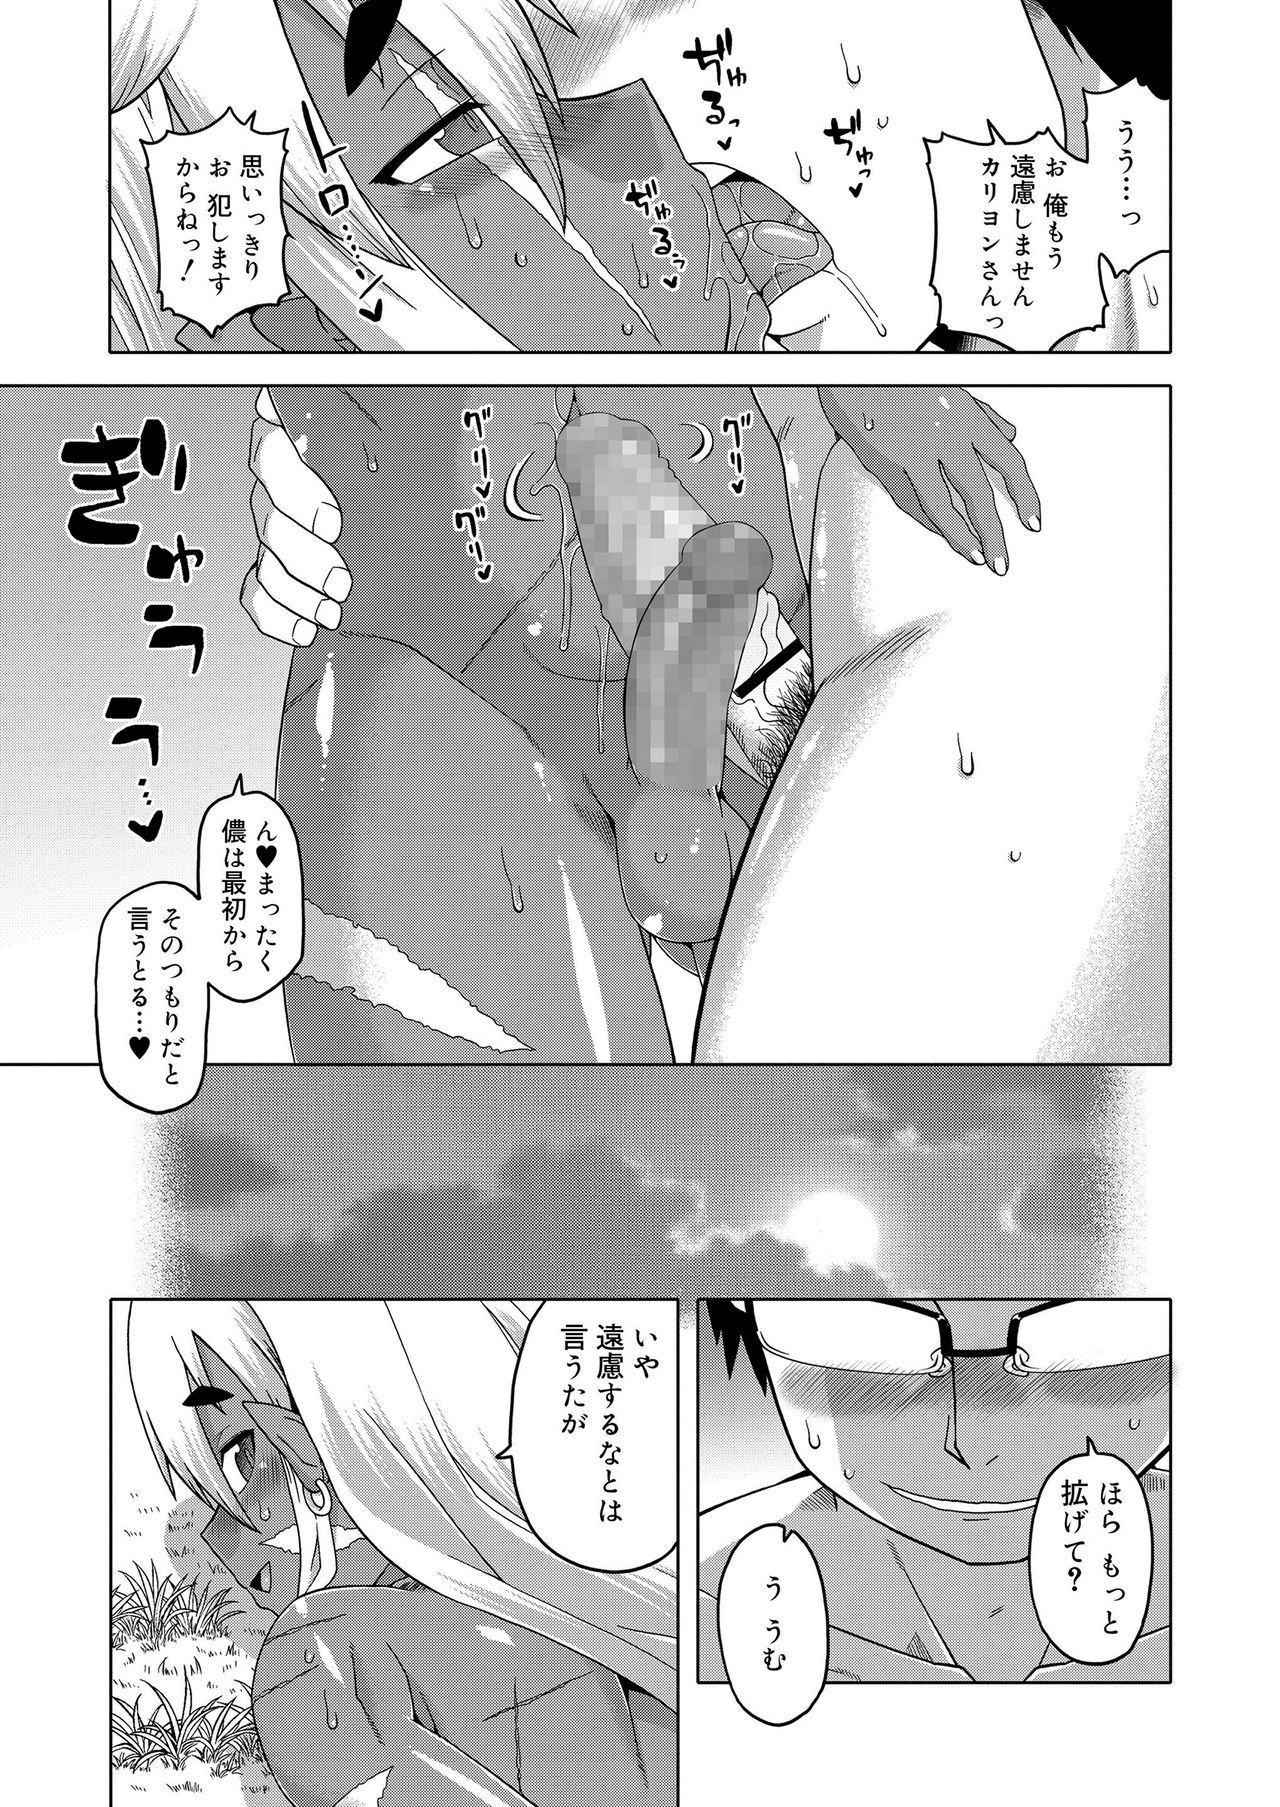 うう…っ
お 俺もう
遠慮しません
カリヨンさんっ
ぢゅるっ
ぢゅっ
ぢゅるっ
トロ…
思いっきり
お 犯します
からねっ！
グリ
グリ
グリ
ぎゅうぅ…
ん♥まったく
儂は最初から
そのつもりだと
言うとる…♥
ほら もっと
拡げて？
う うむ
いや
遠慮するなとは
言うたが